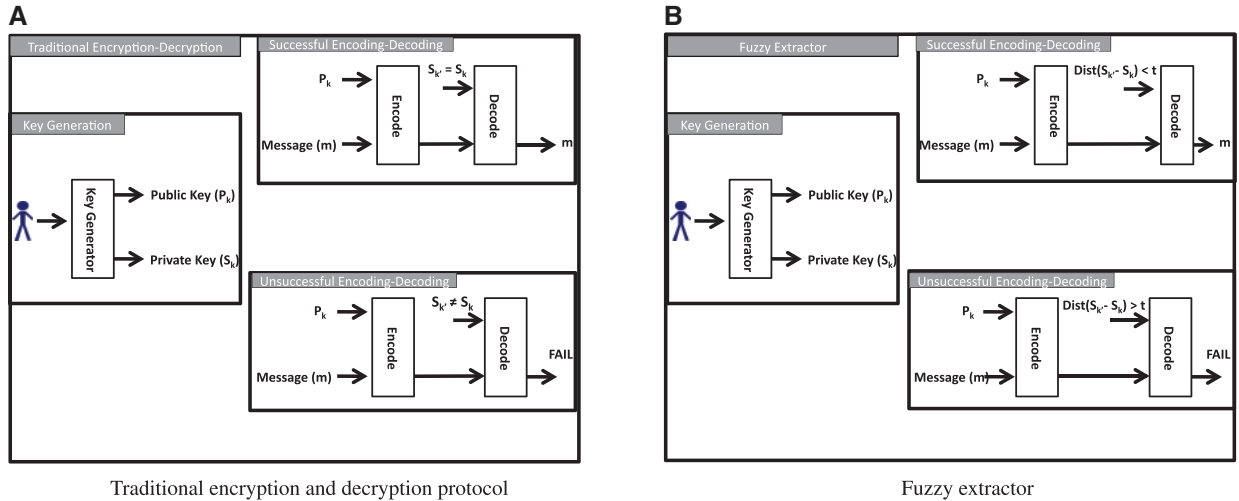 A
Traditional Encryption-Decryption
Successful Encoding-Decoding
Pk
Sk' = Sk
Encode
Decode
Message (m)
m
Key Generation
Key Generator
Public Key (Pk)
Private Key (Sk)
Unsuccessful Encoding-Decoding
Pk
Sk' ≠ Sk
Encode
Decode
FAIL
Message (m)
Traditional encryption and decryption protocol
B
Fuzzy Extractor
Successful Encoding-Decoding
Pk
Dist(Sk'- Sk) < t
Encode
Decode
Message (m)
m
Key Generation
Key Generator
Public Key (Pk)
Private Key (Sk)
Unsuccessful Encoding-Decoding
Pk
Dist(Sk'- Sk) > t
Encode
Decode
FAIL
Message (m)
Fuzzy extractor